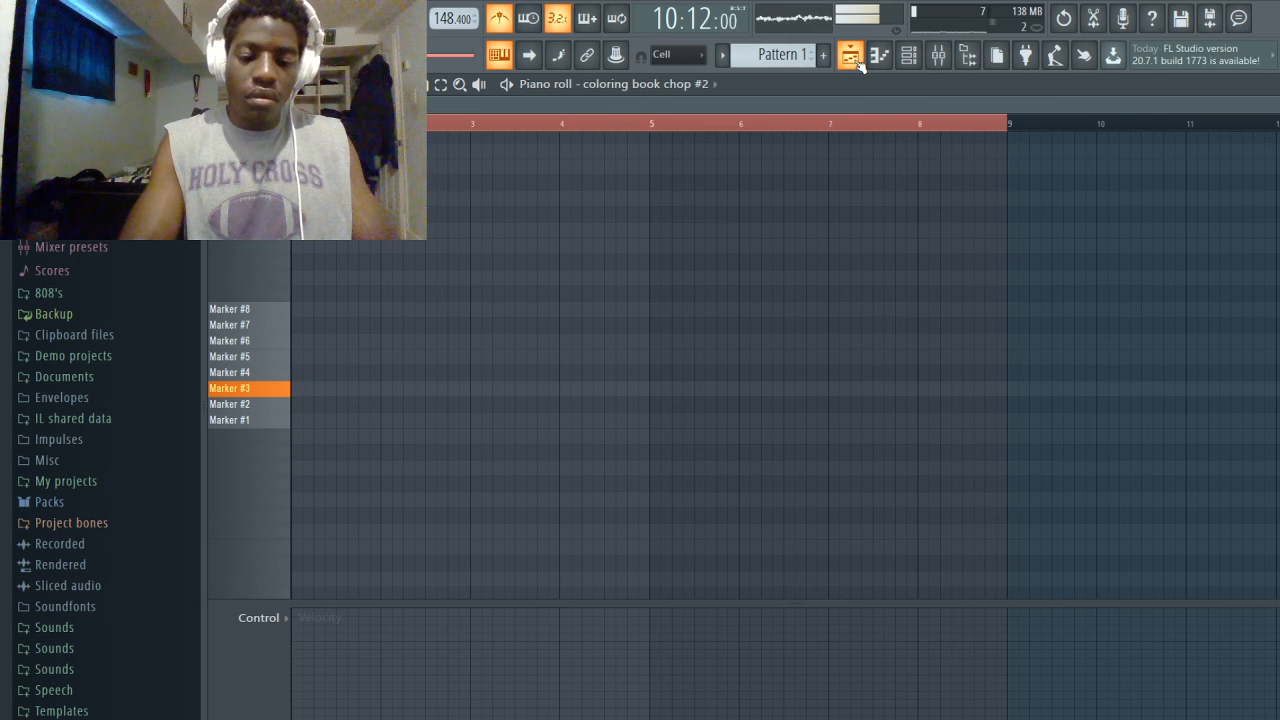 148.400
3.2.
10:12:00
B:S:T
7
138 MB
2
Cell
Pattern 1
+
Today FL Studio version
20.7.1 build 1773 is available!
Piano roll - coloring book chop #2
3 4 5 6 7 8 9 10 11
HOLY CROSS
Mixer presets
Scores
808's
Backup
Clipboard files
Demo projects
Documents
Envelopes
IL shared data
Impulses
Misc
My projects
Packs
Project bones
Recorded
Rendered
Sliced audio
Soundfonts
Sounds
Sounds
Sounds
Speech
Templates
Marker #8
Marker #7
Marker #6
Marker #5
Marker #4
Marker #3
Marker #2
Marker #1
Control
Velocity